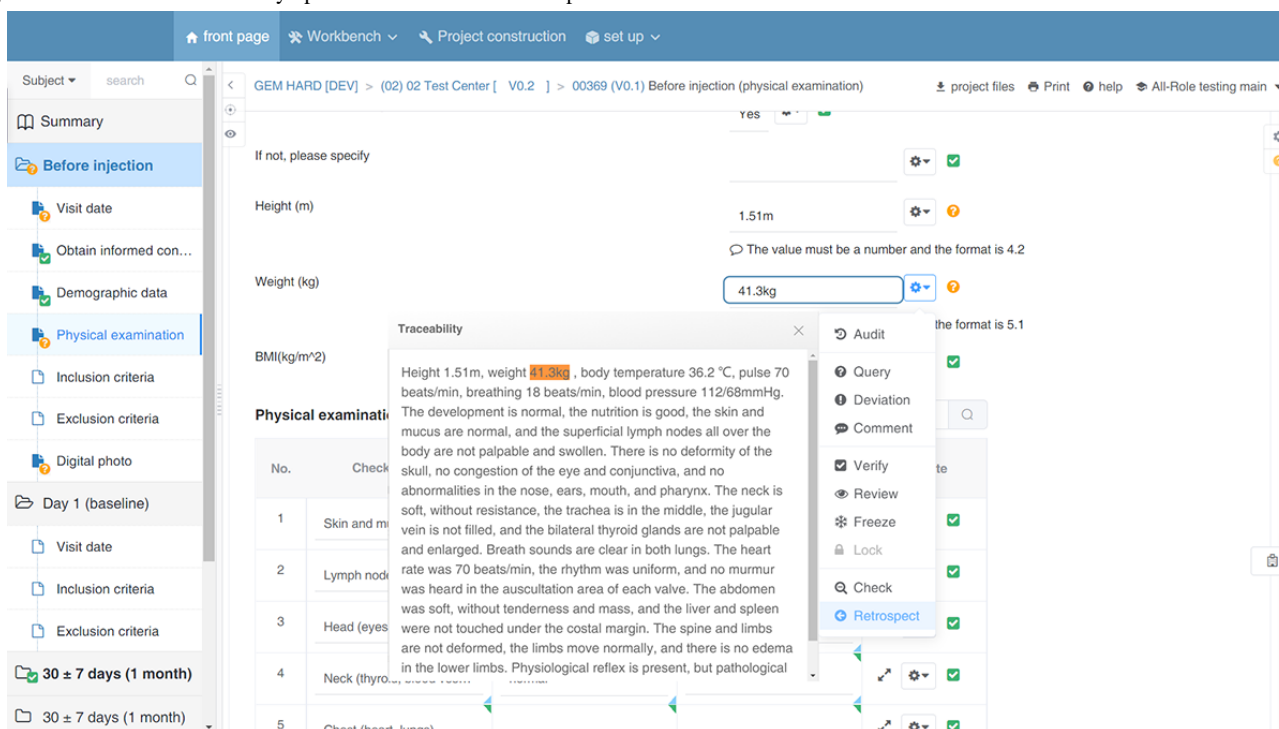 front page Workbench Project construction set up
Subject search
GEM HARD [DEV] > (02) 02 Test Center [ V0.2 ] > 00369 (V0.1) Before injection (physical examination) project files Print help All-Role testing main
Summary
Before injection
Visit date
Obtain informed con...
Demographic data
Physical examination
Inclusion criteria
Exclusion criteria
Digital photo
Day 1 (baseline)
Visit date
Inclusion criteria
Exclusion criteria
30 ± 7 days (1 month)
30 ± 7 days (1 month)
Yes
If not, please specify
Height (m)
1.51m
The value must be a number and the format is 4.2
Weight (kg)
41.3kg
the format is 5.1
BMI(kg/m^2)
Physical examinati
No. Check te
1 Skin and m
2 Lymph node
3 Head (eyes
4 Neck (thyro
5
Traceability
Height 1.51m, weight 41.3kg , body temperature 36.2 °C, pulse 70
beats/min, breathing 18 beats/min, blood pressure 112/68mmHg.
The development is normal, the nutrition is good, the skin and
mucus are normal, and the superficial lymph nodes all over the
body are not palpable and swollen. There is no deformity of the
skull, no congestion of the eye and conjunctiva, and no
abnormalities in the nose, ears, mouth, and pharynx. The neck is
soft, without resistance, the trachea is in the middle, the jugular
vein is not filled, and the bilateral thyroid glands are not palpable
and enlarged. Breath sounds are clear in both lungs. The heart
rate was 70 beats/min, the rhythm was uniform, and no murmur
was heard in the auscultation area of each valve. The abdomen
was soft, without tenderness and mass, and the liver and spleen
were not touched under the costal margin. The spine and limbs
are not deformed, the limbs move normally, and there is no edema
in the lower limbs. Physiological reflex is present, but pathological
Audit
Query
Deviation
Comment
Verify
Review
Freeze
Lock
Check
Retrospect